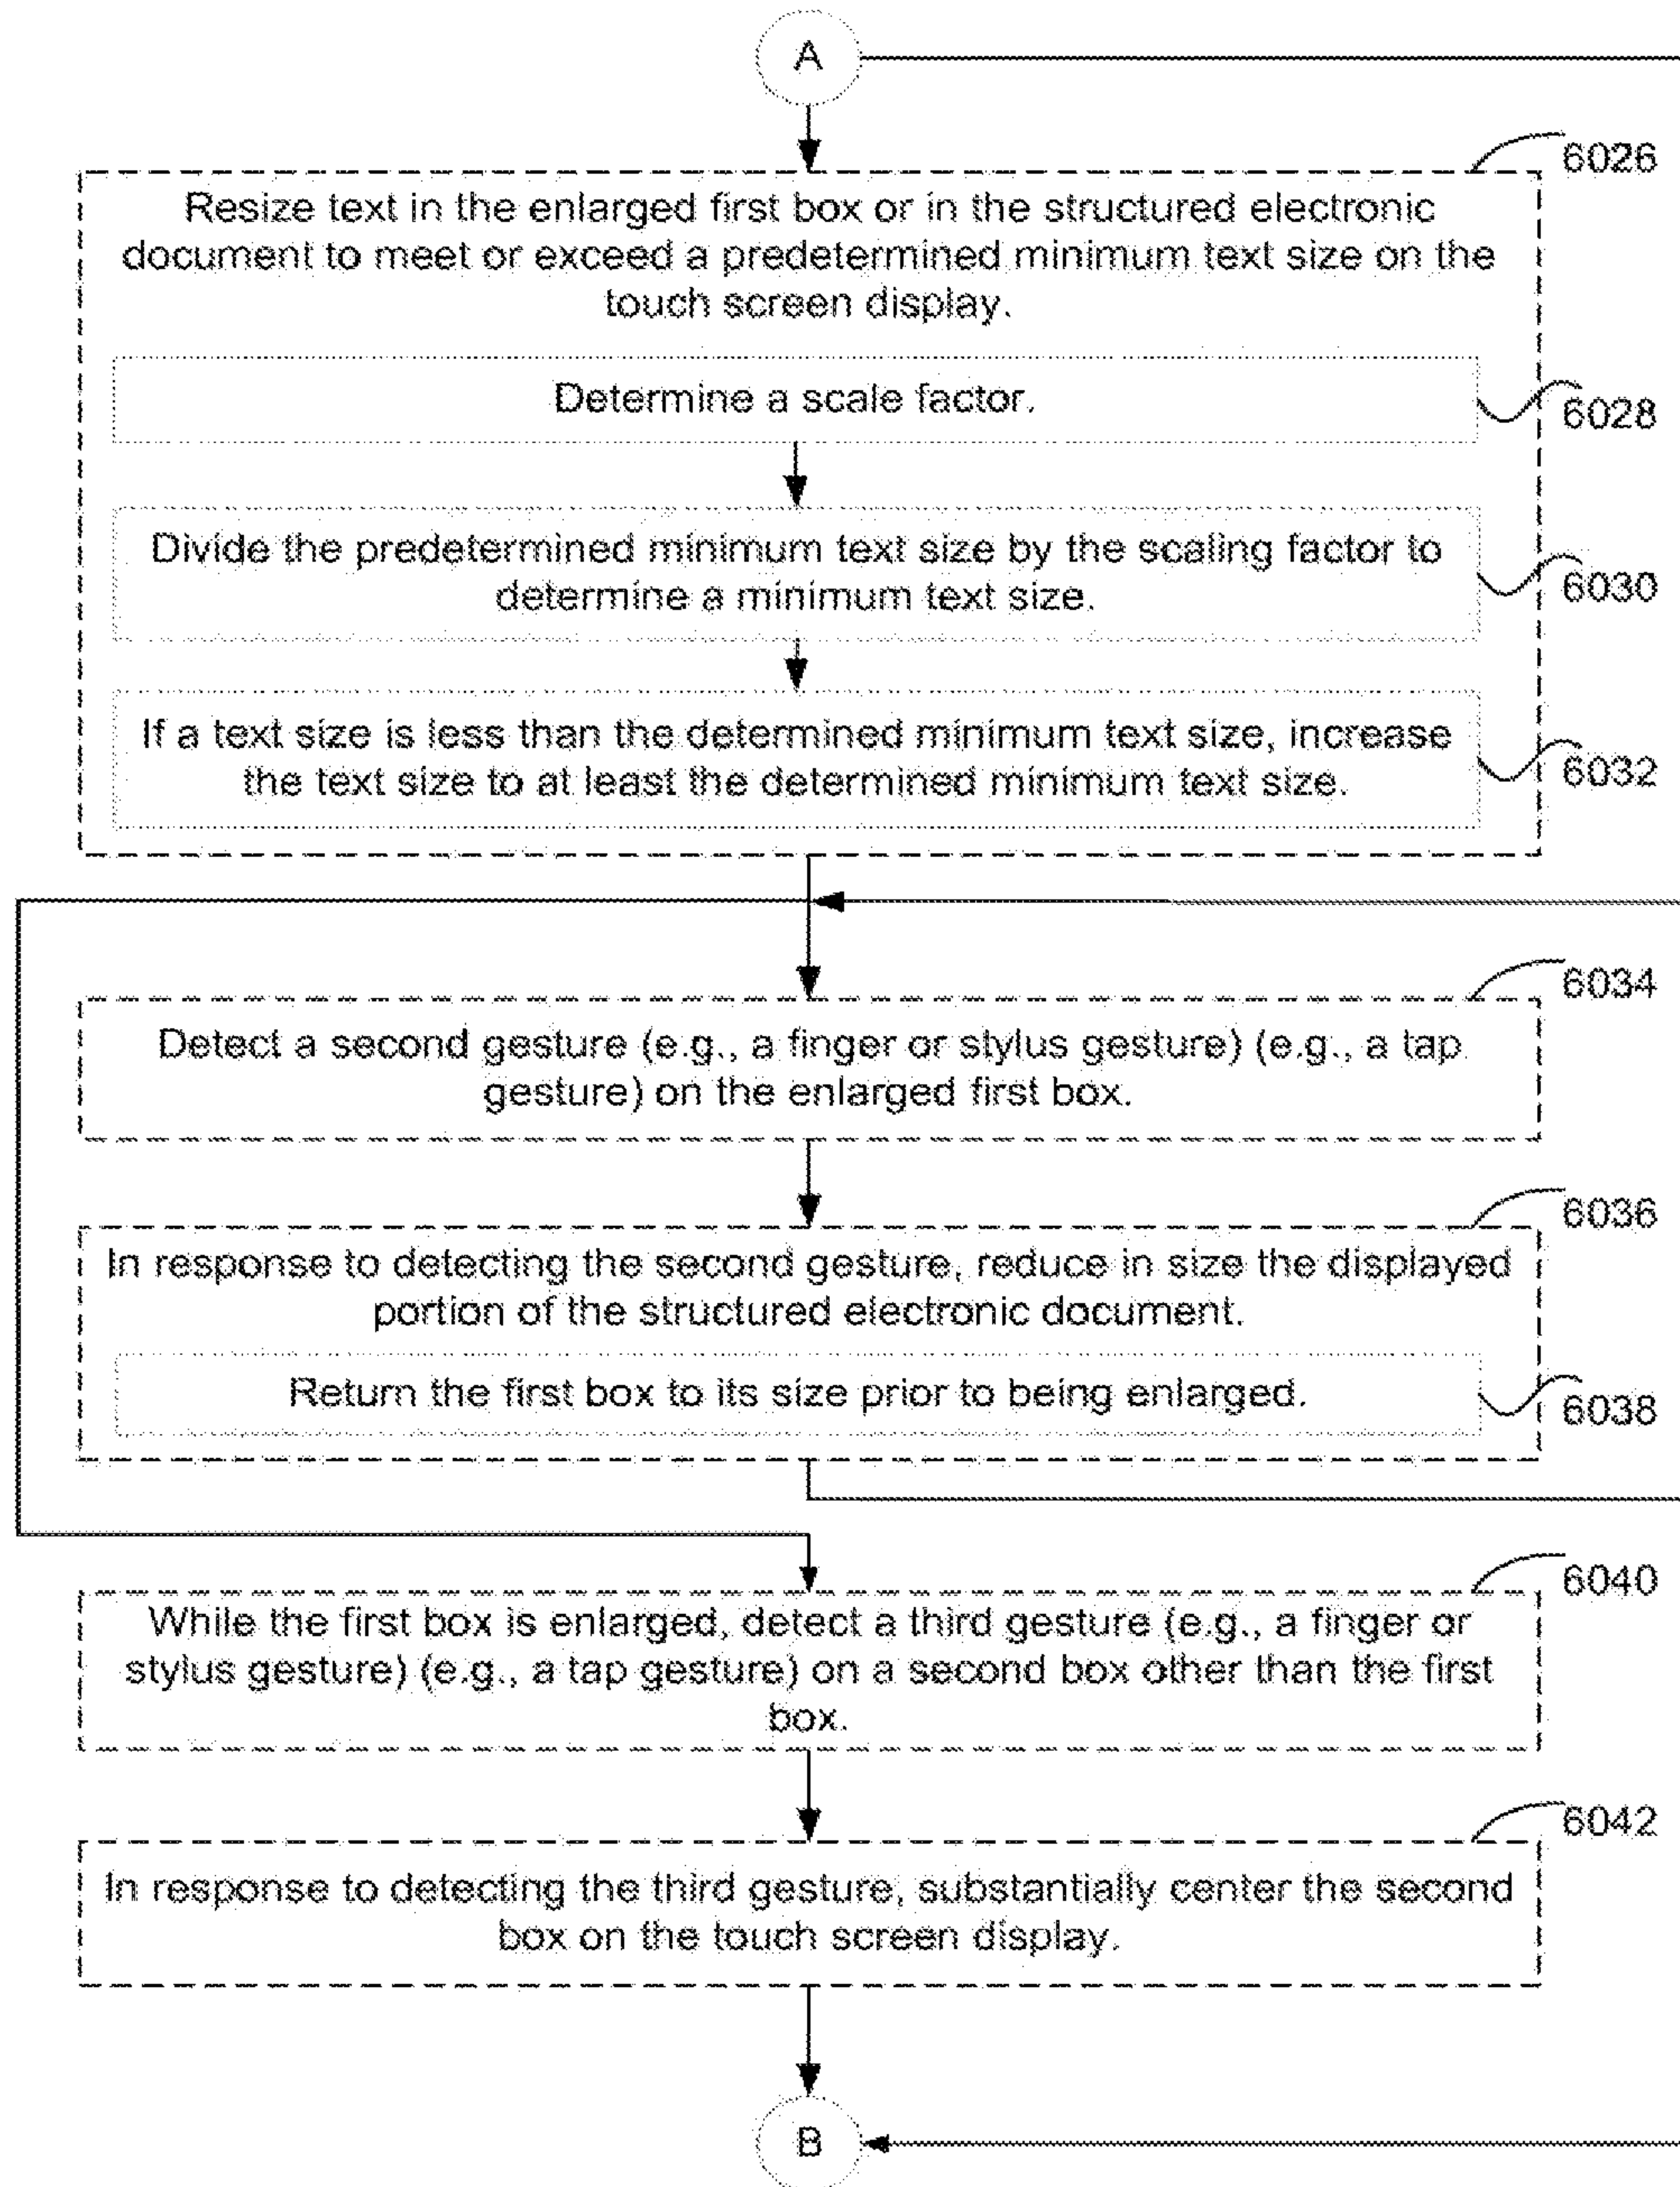 A
6026
Resize text in the enlarged first box or in the structured electronic
document to meet or exceed a predetermined minimum text size on the
touch screen display.
Determine a scale factor.
6028
Divide the predetermined minimum text size by the scaling factor to
determine a minimum text size.
6030
If a text size is less than the determined minimum text size, increase
the text size to at least the determined minimum text size.
6032
6034
Detect a second gesture (e.g., a finger or stylus gesture) (e.g., a tap
gesture) on the enlarged first box.
6036
In response to detecting the second gesture, reduce in size the displayed
portion of the structured electronic document.
Return the first box to its size prior to being enlarged.
6038
6040
While the first box is enlarged, detect a third gesture (e.g., a finger or
stylus gesture) (e.g., a tap gesture) on a second box other than the first
box.
6042
In response to detecting the third gesture, substantially center the second
box on the touch screen display.
B